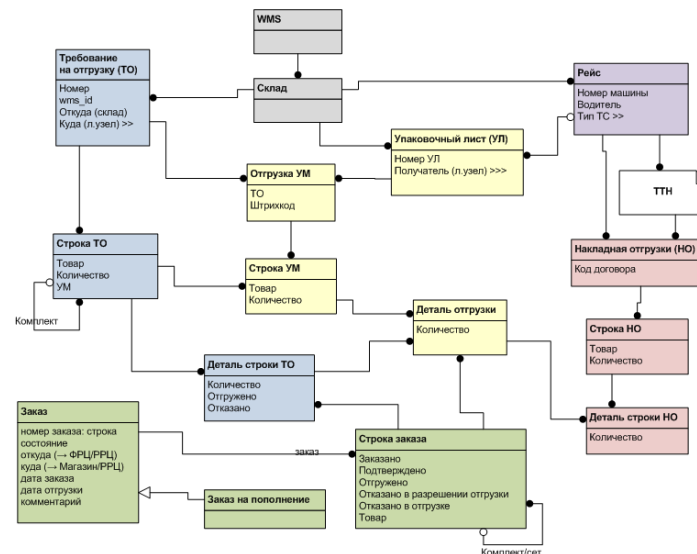 WMS
Требование
на отгрузку (ТО)
Номер
wms_id
Откуда (склад)
Куда (л.узел) >>
Склад
Рейс
Номер машины
Водитель
Тип ТС >>
Упаковочный лист (УЛ)
Номер УЛ
Получатель (л.узел) >>>
Отгрузка УМ
ТО
Штрихкод
ТТН
Строка ТО
Товар
Количество
УМ
Комплект
Строка УМ
Товар
Количество
Накладная отгрузки (НО)
Код договора
Деталь отгрузки
Количество
Строка НО
Товар
Количество
Деталь строки ТО
Количество
Отгружено
Отказано
Деталь строки НО
Количество
Заказ
номер заказа: строка
состояние
откуда (→ ФРЦ/РРЦ)
куда (→ Магазин/РРЦ)
дата заказа
дата отгрузки
комментарий
заказ
Строка заказа
Заказано
Подтверждено
Отгружено
Отказано в разрешении отгрузки
Отказано в отгрузке
Товар
Заказ на пополнение
Комплект/сет